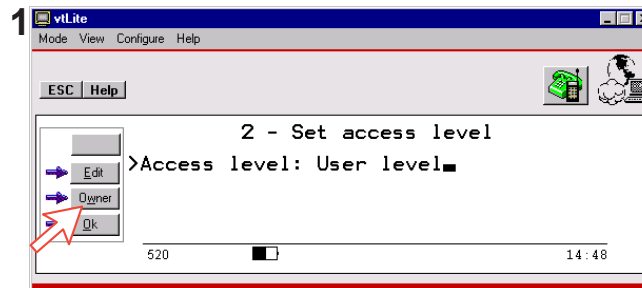 1
vtLite
Mode View Configure Help
ESC Help
2 - Set access level
Edit
>Access level: User level
Owner
Ok
520 14:48